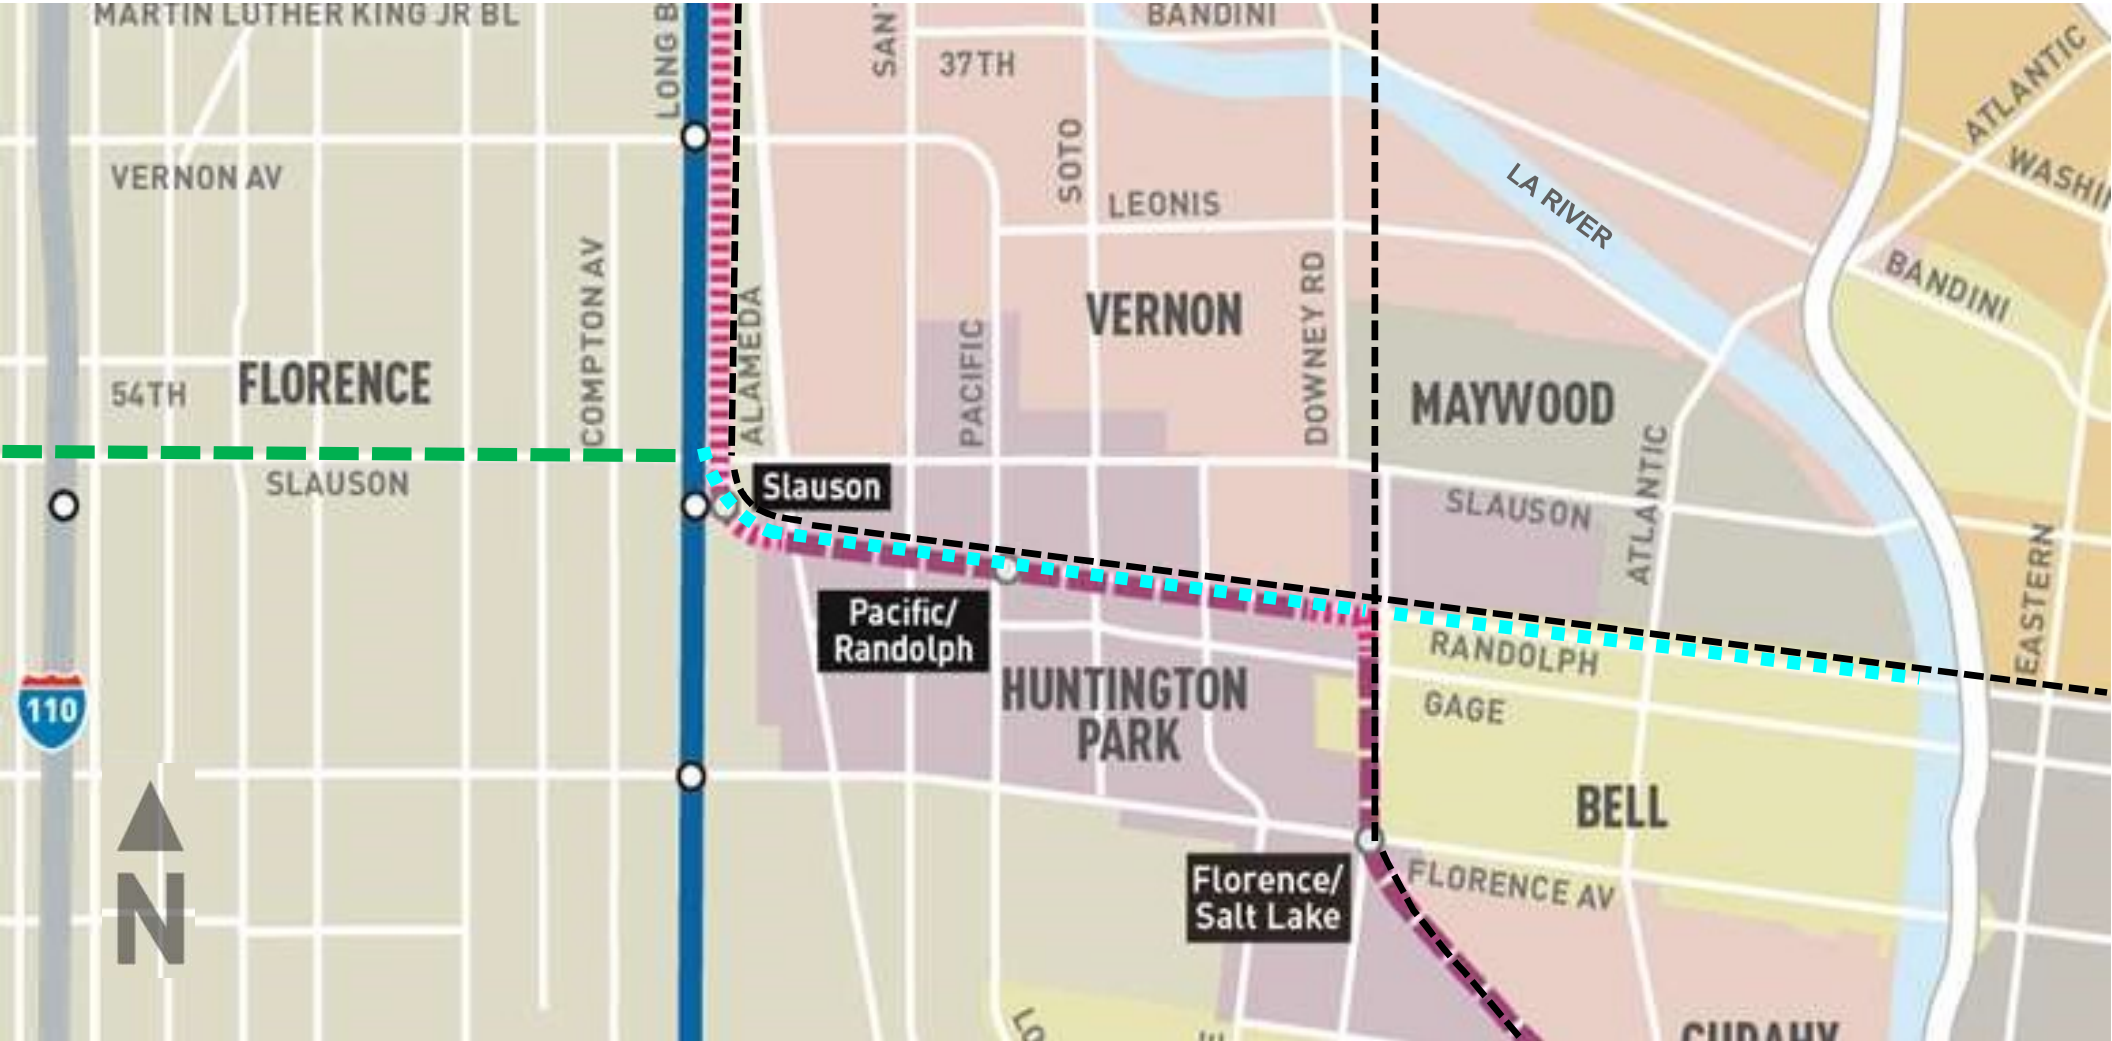 MARTIN LUTHER KING JR BL
LONG B
SAN
BANDINI
37TH
ATLANTIC
WASHI
VERNON AV
SOTO
LEONIS
LA RIVER
BANDINI
COMPTON AV
ALAMEDA
PACIFIC
VERNON
DOWNEY RD
MAYWOOD
54TH
FLORENCE
ATLANTIC
SLAUSON
Slauson
SLAUSON
EASTERN
Pacific/
Randolph
RANDOLPH
GAGE
HUNTINGTON
PARK
110
BELL
N
Florence/
Salt Lake
FLORENCE AV
LO
CUDAHY